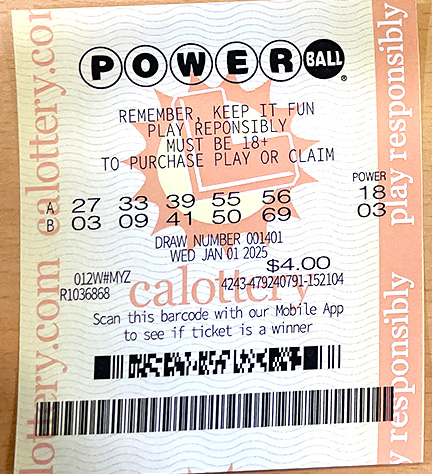 POWERBALL®
REMEMBER, KEEP IT FUN
PLAY REPONSIBLY
MUST BE 18+
TO PURCHASE PLAY OR CLAIM
POWER
A 27 33 39 55 56 18
B 03 09 41 50 69 03
DRAW NUMBER 001401
WED JAN 01 2025
$4.00
012W#MYZ
R1036868
4243-479240791-152104
calottery
Scan this barcode with our Mobile App
to see if ticket is a winner
lottery.com calottery.com
play responsibly
y responsibly